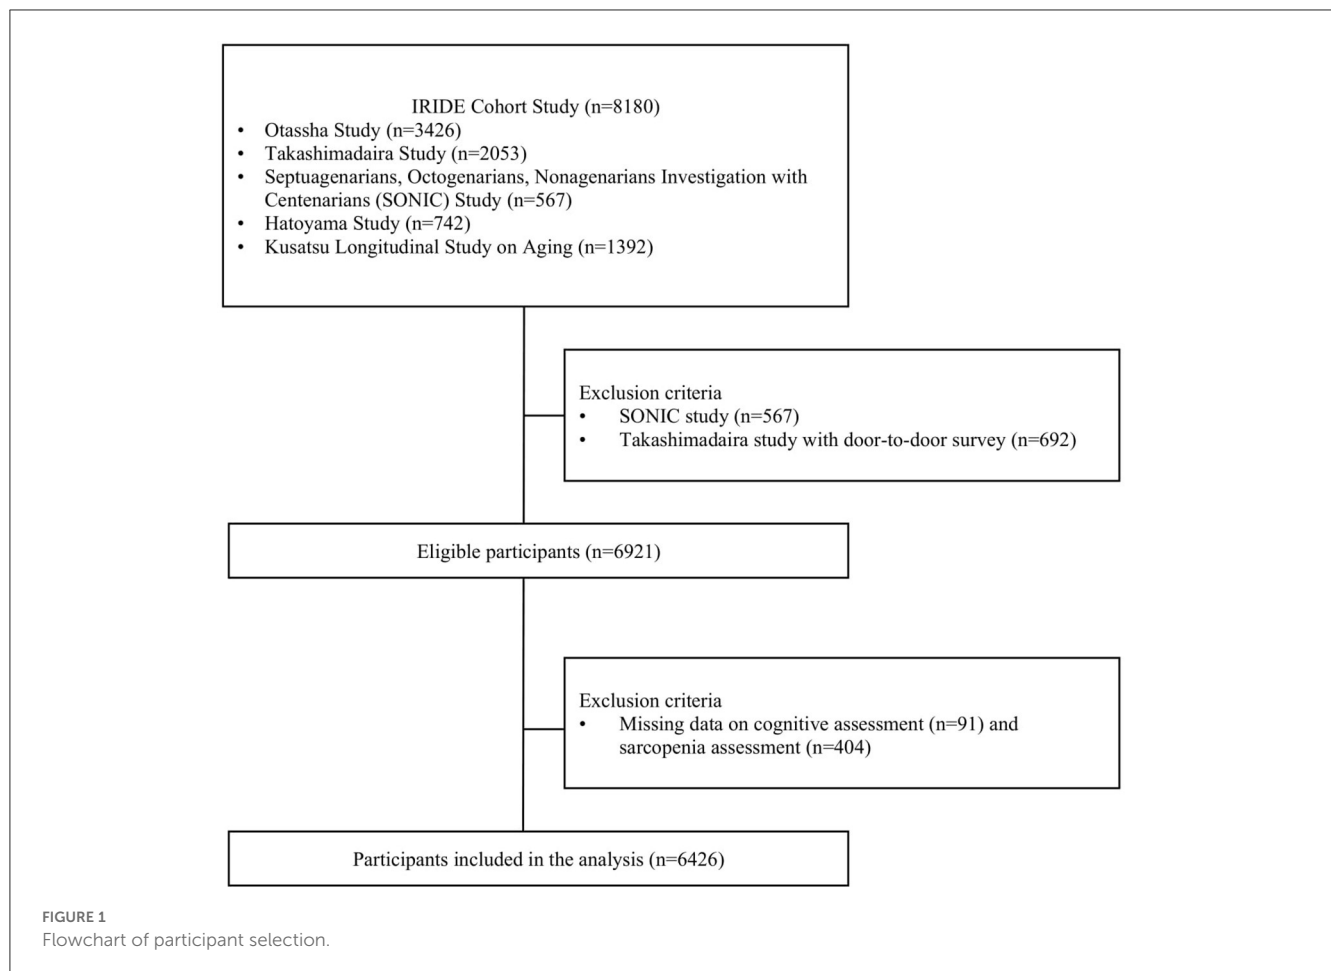 IRIDE Cohort Study (n=8180)
• Otassha Study (n=3426)
• Takashimadaira Study (n=2053)
• Septuagenarians, Octogenarians, Nonagenarians Investigation with
Centenarians (SONIC) Study (n=567)
• Hatoyama Study (n=742)
• Kusatsu Longitudinal Study on Aging (n=1392)
Exclusion criteria
• SONIC study (n=567)
• Takashimadaira study with door-to-door survey (n=692)
Eligible participants (n=6921)
Exclusion criteria
• Missing data on cognitive assessment (n=91) and
sarcopenia assessment (n=404)
Participants included in the analysis (n=6426)
FIGURE 1
Flowchart of participant selection.